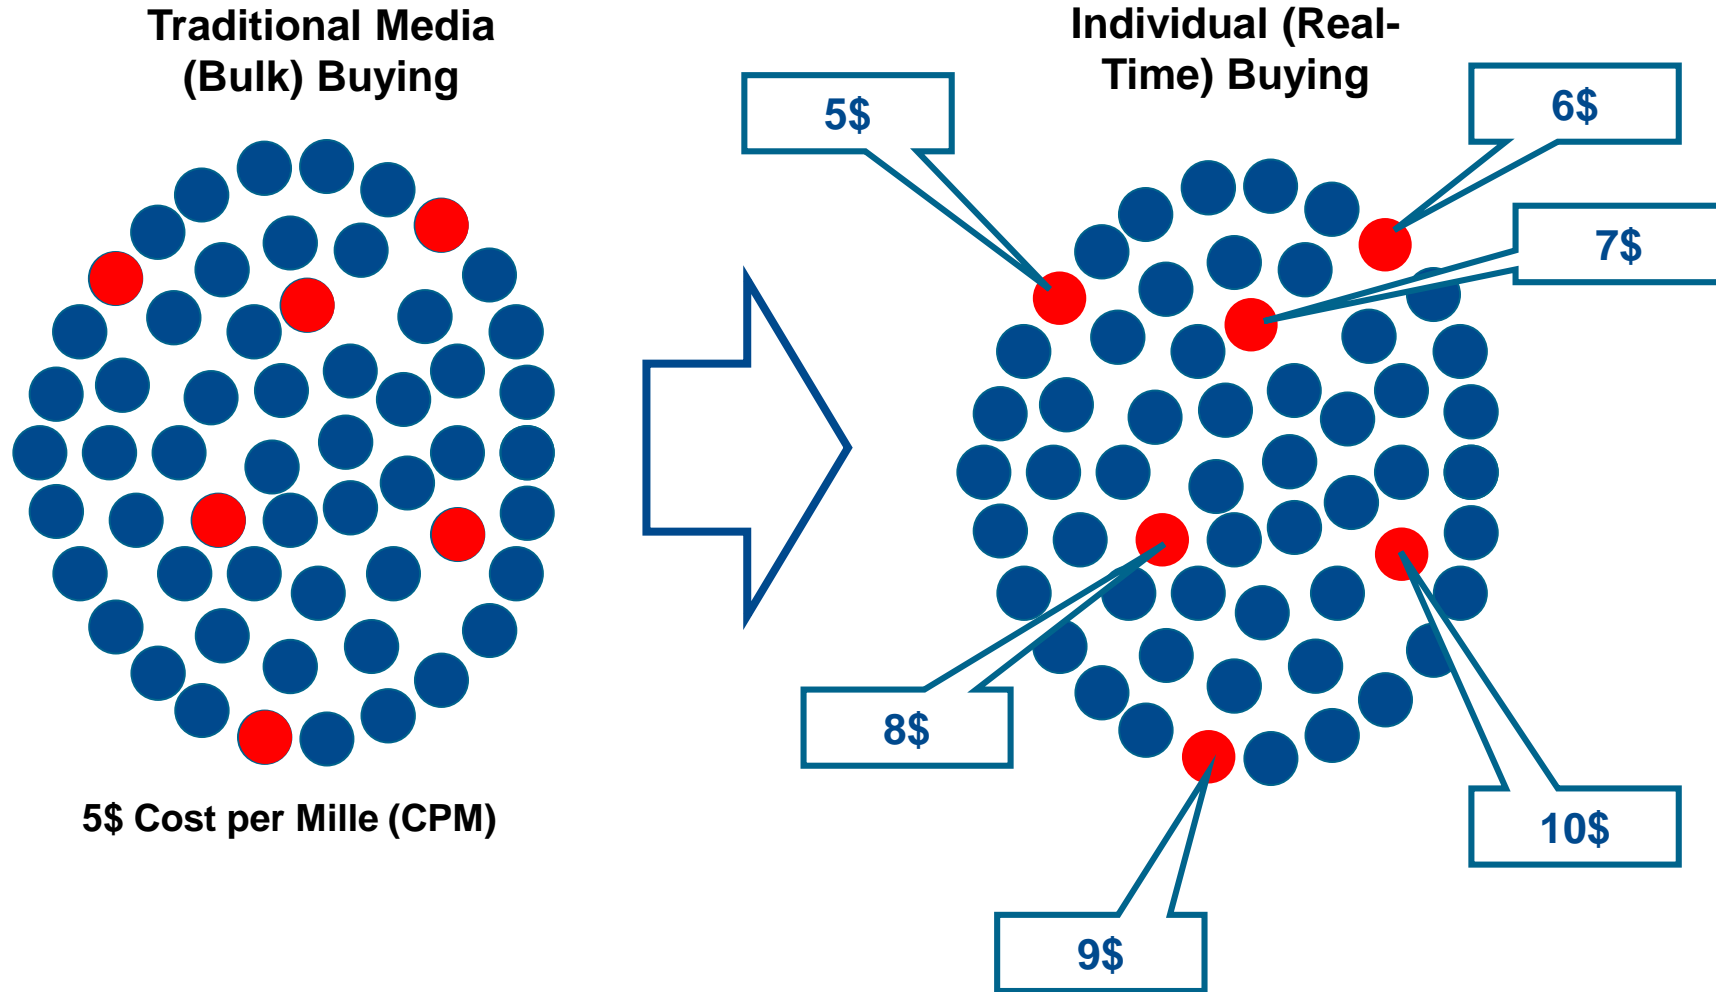 Traditional Media
(Bulk) Buying
5$ Cost per Mille (CPM)
Individual (Real-
Time) Buying
5$
6$
7$
8$
10$
9$